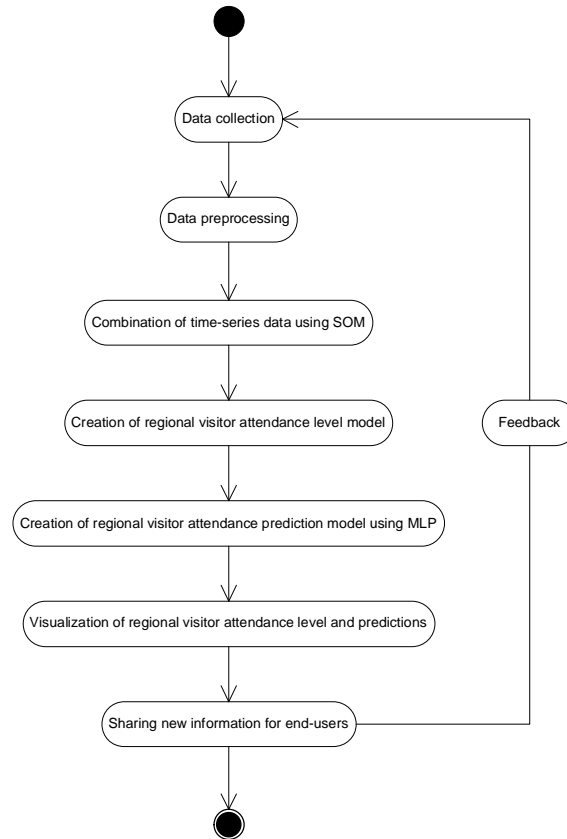 Data collection
Data preprocessing
Combination of time-series data using SOM
Creation of regional visitor attendance level model
Feedback
Creation of regional visitor attendance prediction model using MLP
Visualization of regional visitor attendance level and predictions
Sharing new information for end-users